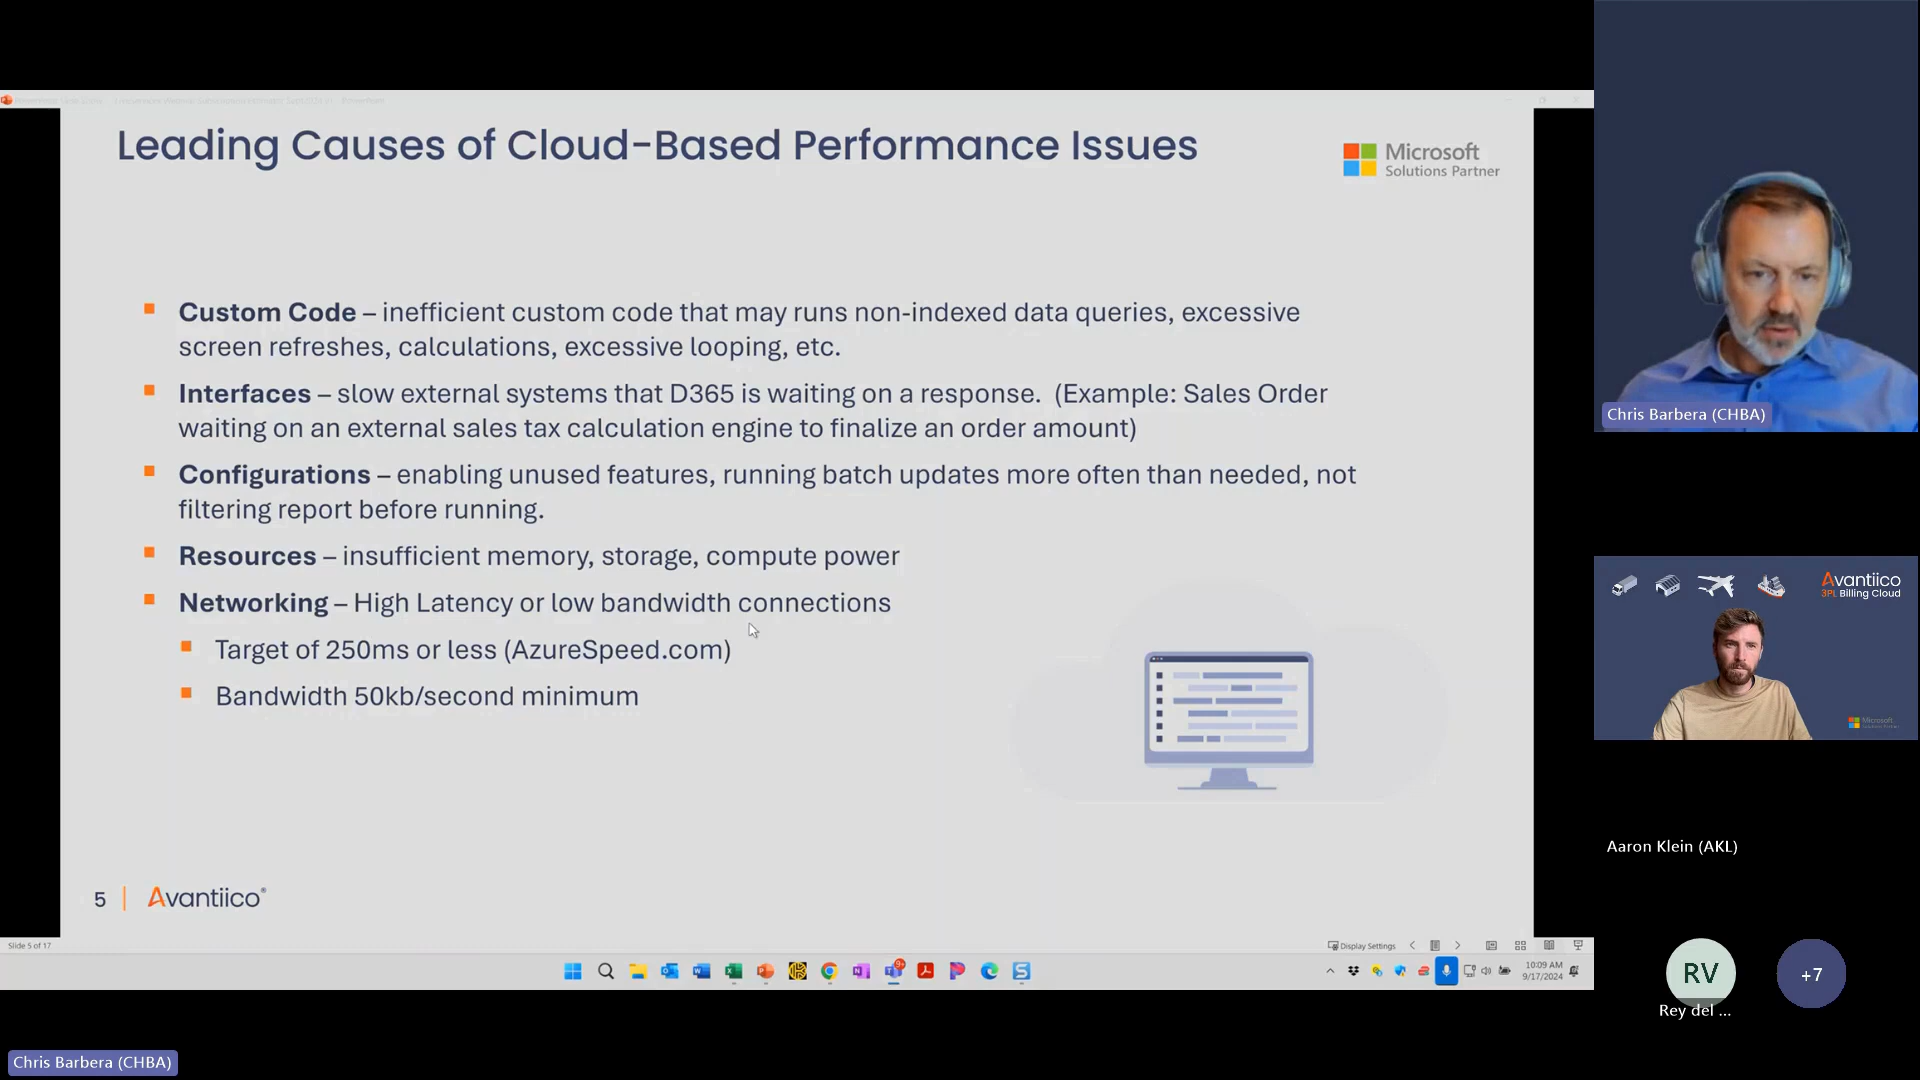 Leading Causes of Cloud-Based Performance Issues
Microsoft
Solutions Partner
Custom Code – inefficient custom code that may runs non-indexed data queries, excessive
screen refreshes, calculations, excessive looping, etc.
Interfaces – slow external systems that D365 is waiting on a response. (Example: Sales Order
waiting on an external sales tax calculation engine to finalize an order amount)
Configurations – enabling unused features, running batch updates more often than needed, not
filtering report before running.
Resources – insufficient memory, storage, compute power
Networking – High Latency or low bandwidth connections
Target of 250ms or less (AzureSpeed.com)
Bandwidth 50kb/second minimum
5
Avantiico®
Slide 5 of 17
Display Settings
9+
10:09 AM
9/17/2024
Chris Barbera (CHBA)
Avantiico
3PL Billing Cloud
Microsoft
Aaron Klein (AKL)
RV
Rey del ...
+7
Chris Barbera (CHBA)